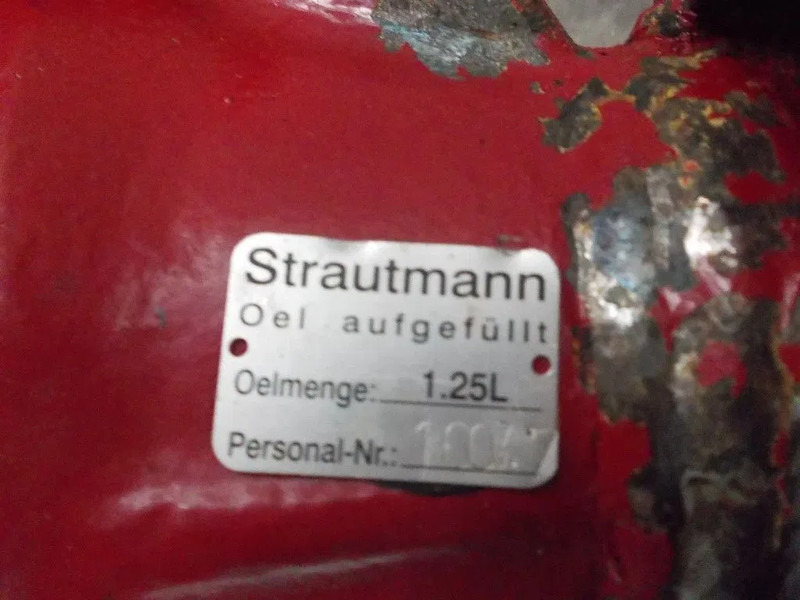 Strautmann
Oel aufgefüllt
Oelmenge: 1.25L
Personal-Nr.: